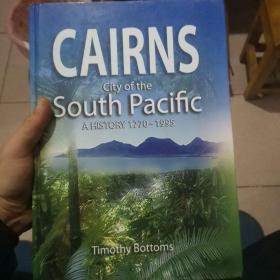 CAIRNS
City of the
South Pacific
A HISTORY 1770-1995
Timothy Bottoms